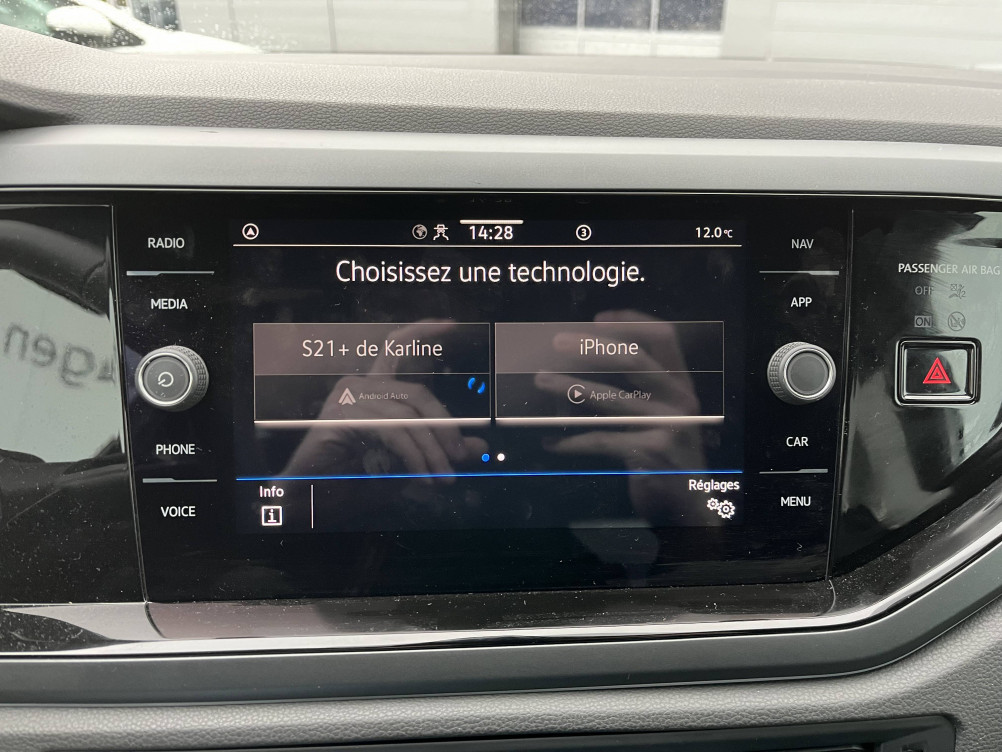 14:28
3
12.0°C
Choisissez une technologie.
S21+ de Karline
iPhone
Android Auto
Apple CarPlay
Info
i
Réglages
RADIO
MEDIA
PHONE
VOICE
NAV
APP
CAR
MENU
PASSENGER AIR BAG
OFF
ON